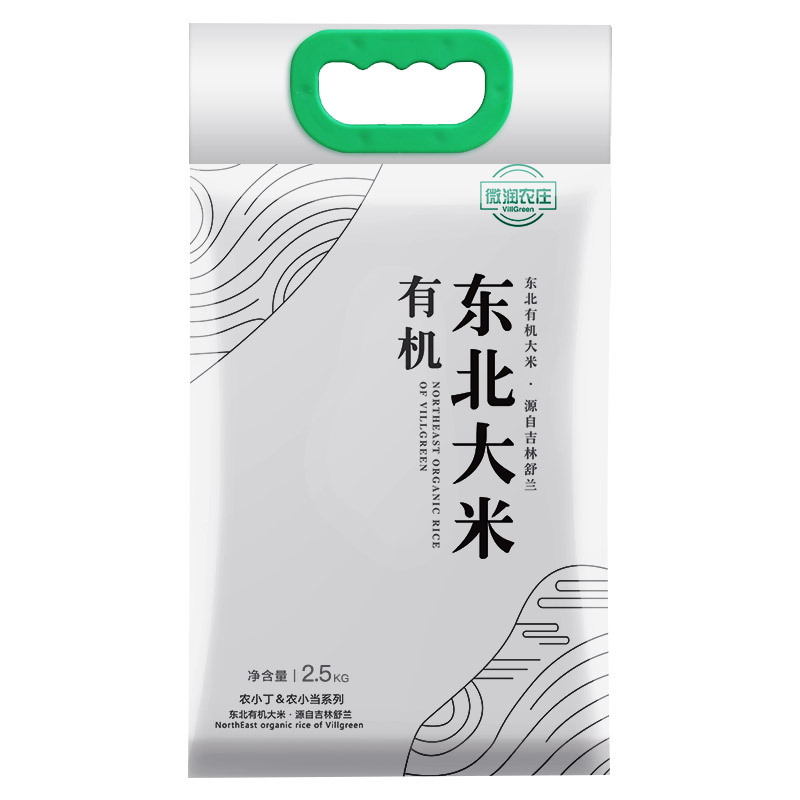 微润农庄
VillGreen
东北有机大米·源自吉林舒兰
东北大米
有机
NORTHEAST ORGANIC RICE
OF VILLGREEN
净含量 | 2.5KG
农小丁&农小当系列
东北有机大米·源自吉林舒兰
NorthEast organic rice of Villgreen